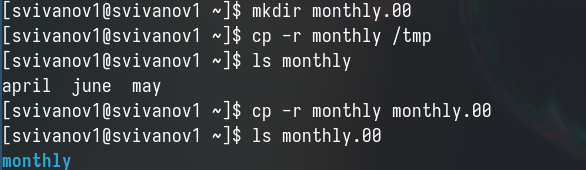 [svivanov1@svivanov1 ~]$ mkdir monthly.00
[svivanov1@svivanov1 ~]$ cp -r monthly /tmp
[svivanov1@svivanov1 ~]$ ls monthly
april  june  may
[svivanov1@svivanov1 ~]$ cp -r monthly monthly.00
[svivanov1@svivanov1 ~]$ ls monthly.00
monthly